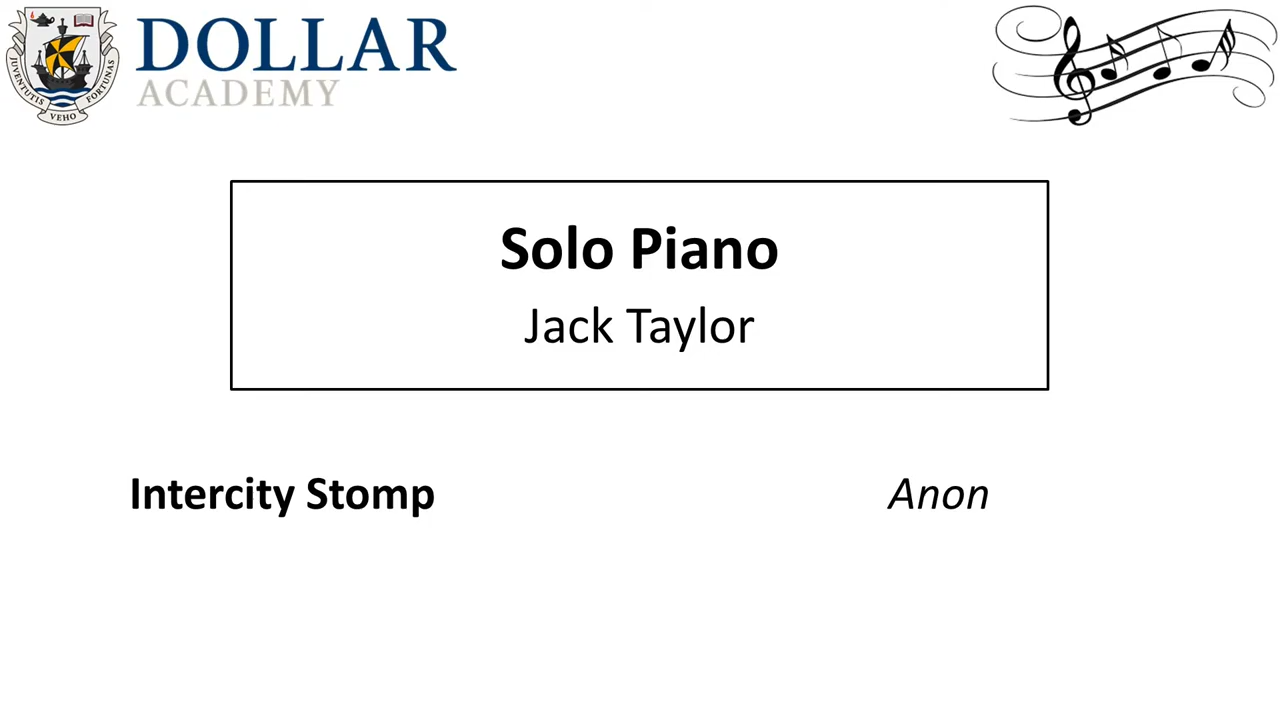 DOLLAR
ACADEMY
JUVENTUTIS VEHO FORTUNAS
Solo Piano
Jack Taylor
Intercity Stomp Anon